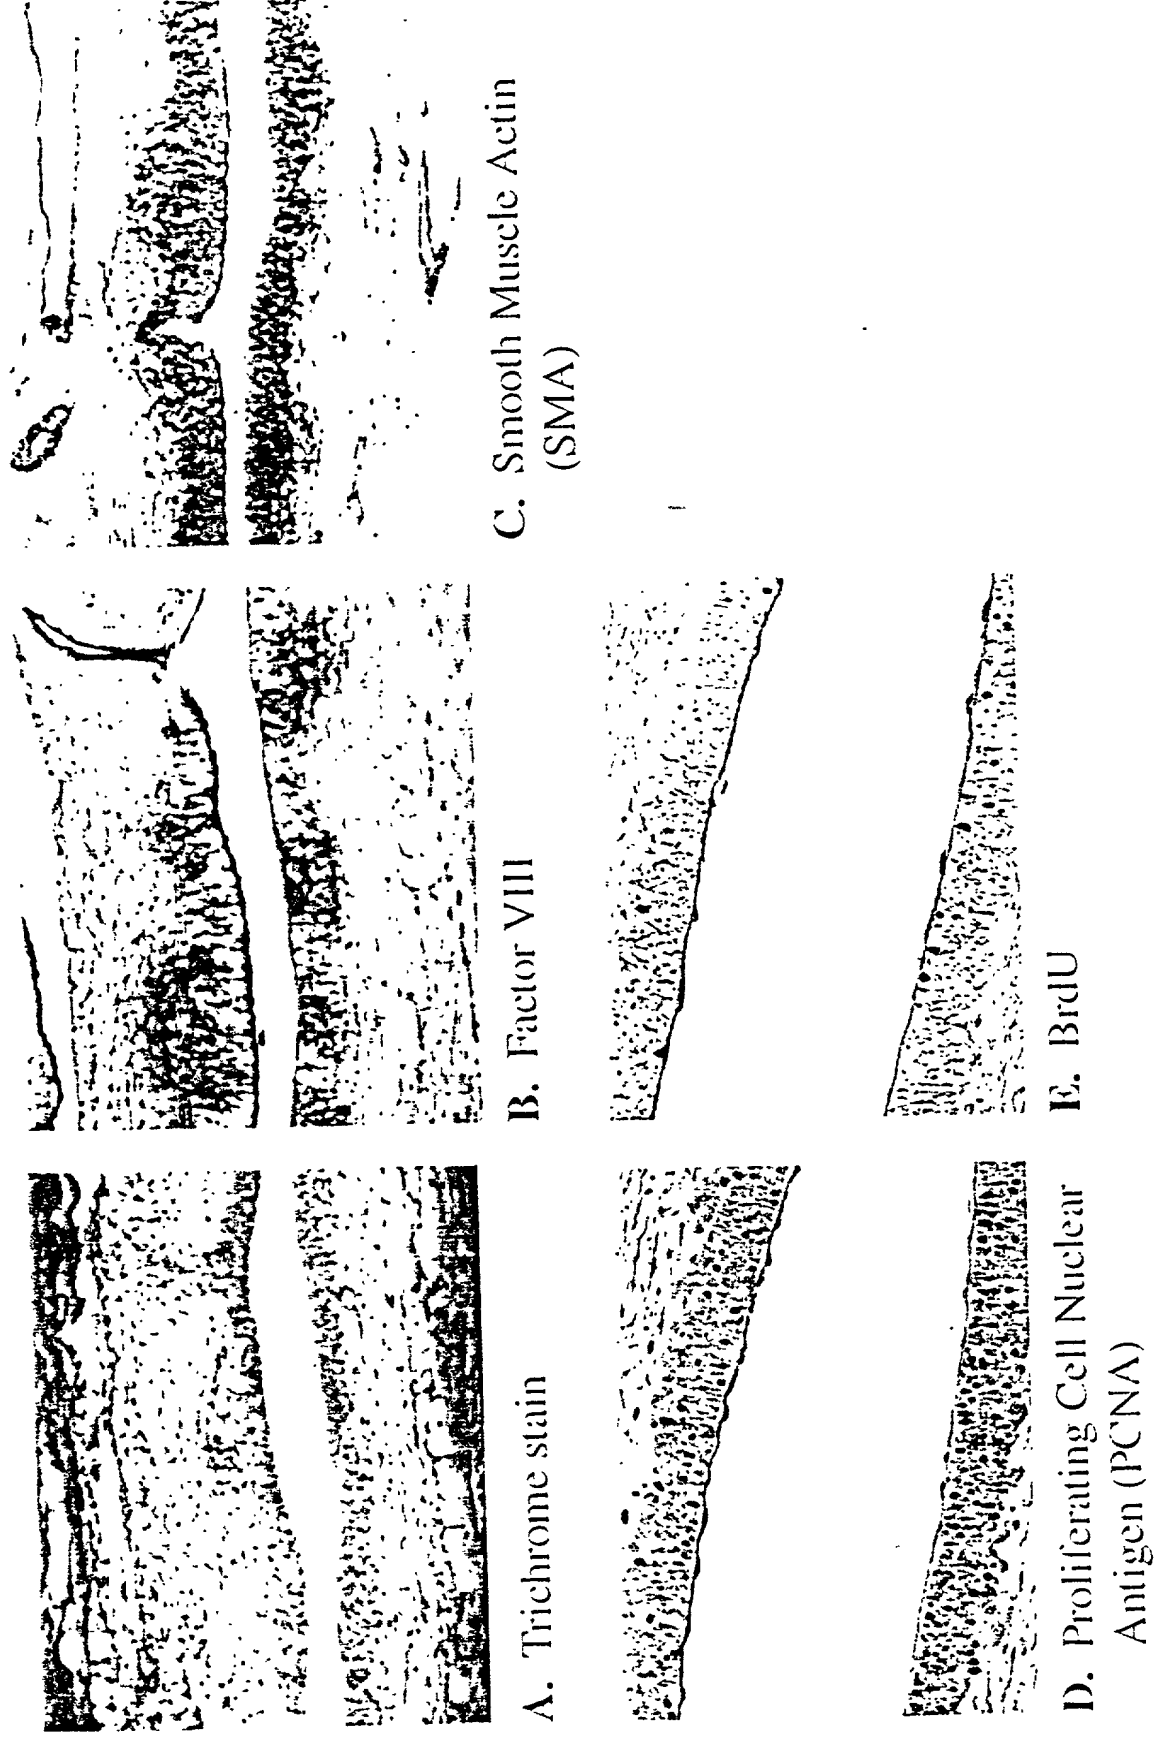 A. Trichrome stain
B. Factor VIII
C. Smooth Muscle Actin
(SMA)
D. Proliferating Cell Nuclear
Antigen (PCNA)
E. BrdU